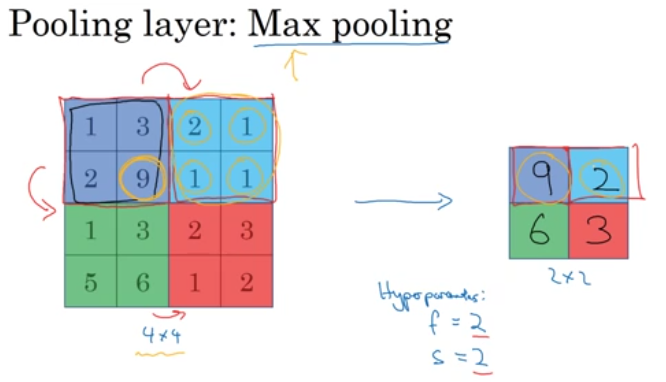 Pooling layer: Max pooling
1 3 2 1
2 9 1 1
1 3 2 3
5 6 1 2
4×4
9 2
6 3
2×2
Hyperparameters:
f = 2
s = 2